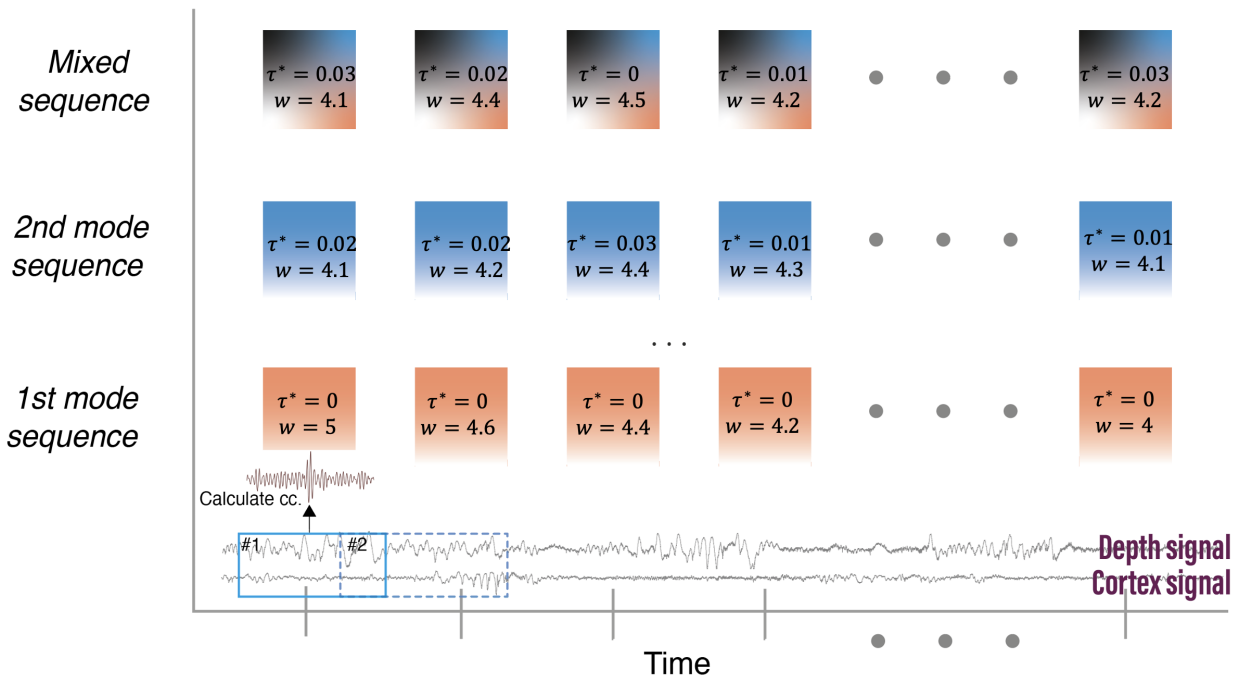 Mixed
sequence
τ* = 0.03
w = 4.1
τ* = 0.02
w = 4.4
τ* = 0
w = 4.5
τ* = 0.01
w = 4.2
τ* = 0.03
w = 4.2
2nd mode
sequence
τ* = 0.02
w = 4.1
τ* = 0.02
w = 4.2
τ* = 0.03
w = 4.4
τ* = 0.01
w = 4.3
τ* = 0.01
w = 4.1
. . .
1st mode
sequence
τ* = 0
w = 5
τ* = 0
w = 4.6
τ* = 0
w = 4.4
τ* = 0
w = 4.2
τ* = 0
w = 4
Calculate cc.
#1
#2
Depth signal
Cortex signal
Time